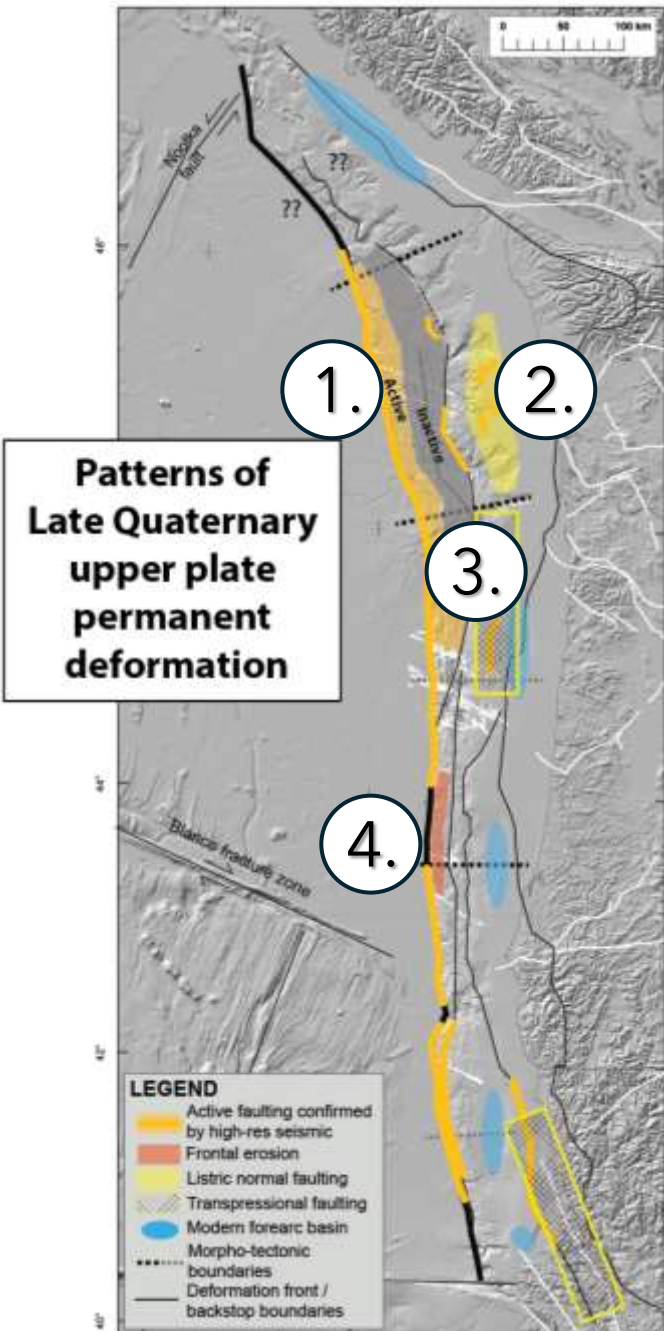 0 50 100 km
Nootka
fault
??
??
48°
1.
Active
Inactive
2.
Patterns of
Late Quaternary
upper plate
permanent
deformation
3.
44°
4.
Blanco fracture zone
42°
LEGEND
Active faulting confirmed
by high-res seismic
Frontal erosion
Listric normal faulting
Transpressional faulting
Modern forearc basin
Morpho-tectonic
boundaries
Deformation front /
backstop boundaries
40°